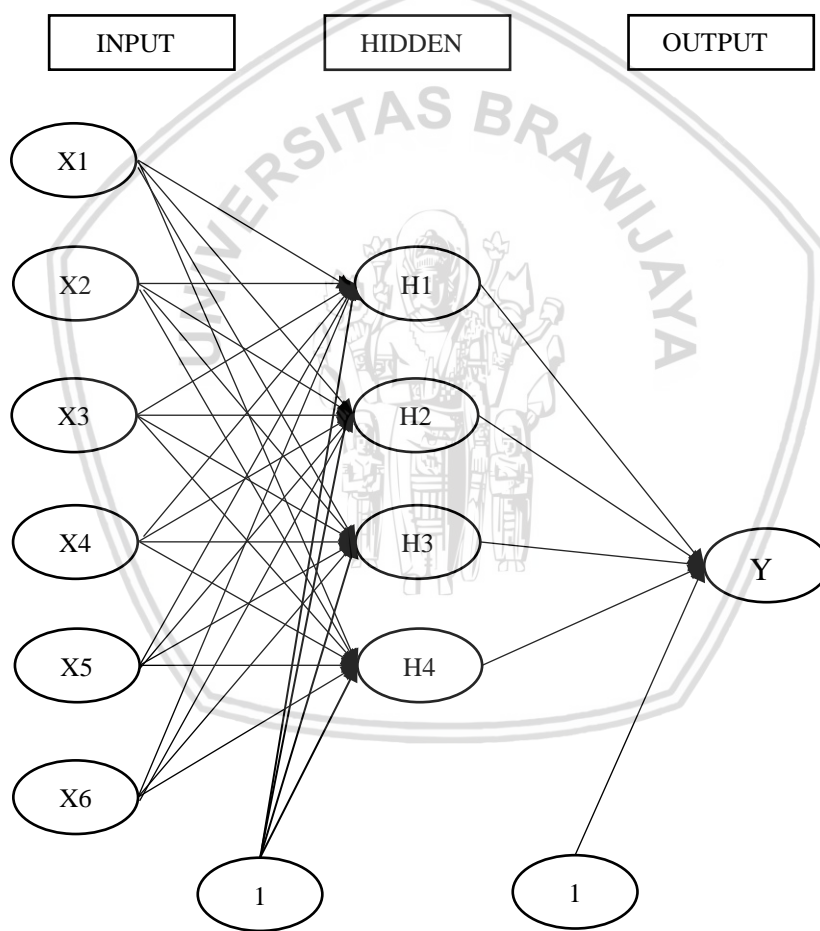 INPUT HIDDEN OUTPUT
UNIVERSITAS BRAWIJAYA
X1
X2 H1
X3 H2
X4 H3
Y
X5 H4
X6
1 1